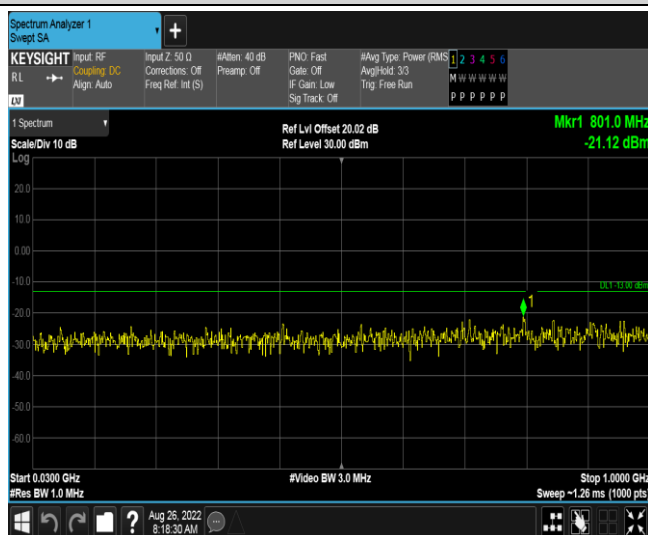 Spectrum Analyzer 1
Swept SA
+
KEYSIGHT
RL
LXI
Input: RF
Coupling: DC
Align: Auto
Input Z: 50 Ω
Corrections: Off
Freq Ref: Int (S)
#Atten: 40 dB
Preamp: Off
PNO: Fast
Gate: Off
IF Gain: Low
Sig Track: Off
#Avg Type: Power (RMS
Avg|Hold: 3/3
Trig: Free Run
1 2 3 4 5 6
M W W W W W
P P P P P P
1 Spectrum
Scale/Div 10 dB
Log
Ref Lvl Offset 20.02 dB
Ref Level 30.00 dBm
Mkr1 801.0 MHz
-21.12 dBm
20.0
10.0
0.00
-10.0
DL1 -13.00 dBm
1
-20.0
-30.0
-40.0
-50.0
-60.0
Start 0.0300 GHz
#Res BW 1.0 MHz
#Video BW 3.0 MHz
Stop 1.0000 GHz
Sweep ~1.26 ms (1000 pts)
?
Aug 26, 2022
8:18:30 AM